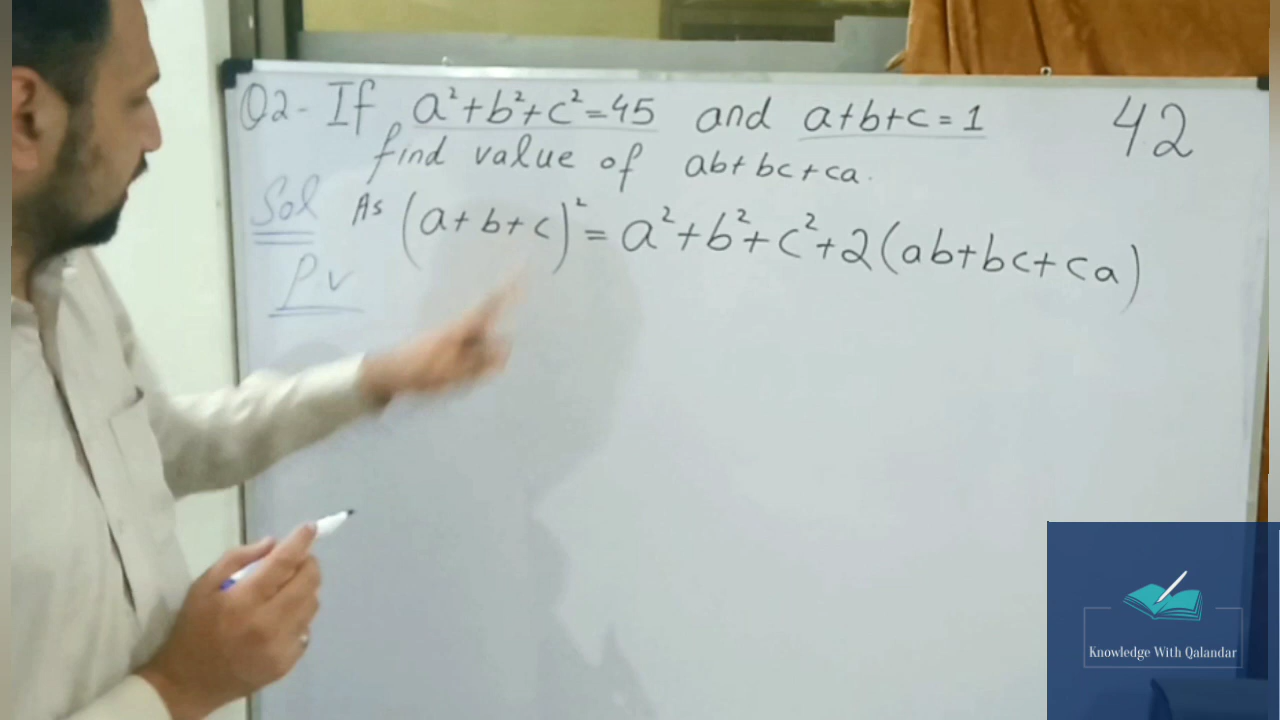 Q2- If a²+b²+c²=45 and a+b+c=1
42
find value of ab+bc+ca.
Sol As (a+b+c)²=a²+b²+c²+2(ab+bc+ca)
PV
Knowledge With Qalandar